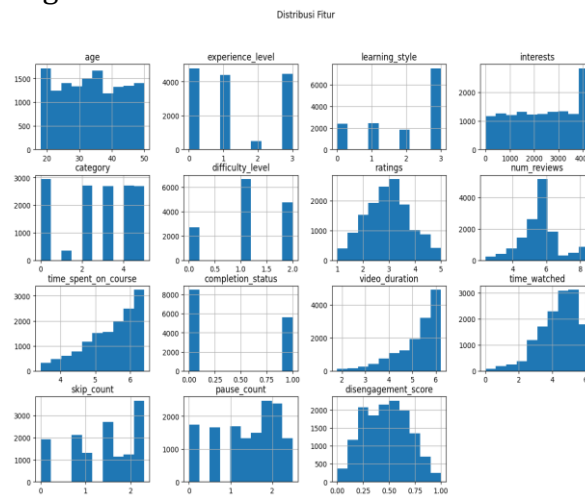 Distribusi Fitur
age experience_level learning_style interests
1500
1000
500
0
20 30 40 50
4000
2000
0
0 1 2 3
6000
4000
2000
0
0 1 2 3
2000
1000
0
0 1000 2000 3000
category difficulty_level ratings num_reviews
3000
2000
1000
0
0 2 4
6000
4000
2000
0
0.0 0.5 1.0 1.5 2.0
2000
1000
0
1 2 3 4 5
4000
2000
0
4 6 8
time_spent_on_course completion_status video_duration time_watched
3000
2000
1000
0
4 5 6
8000
6000
4000
2000
0
0.00 0.25 0.50 0.75 1.00
4000
2000
0
2 3 4 5 6
3000
2000
1000
0
0 2 4
skip_count pause_count disengagement_score
3000
2000
1000
0
0 1 2
2000
1000
0
0 1 2
2000
1500
1000
500
0
0.00 0.25 0.50 0.75 1.00